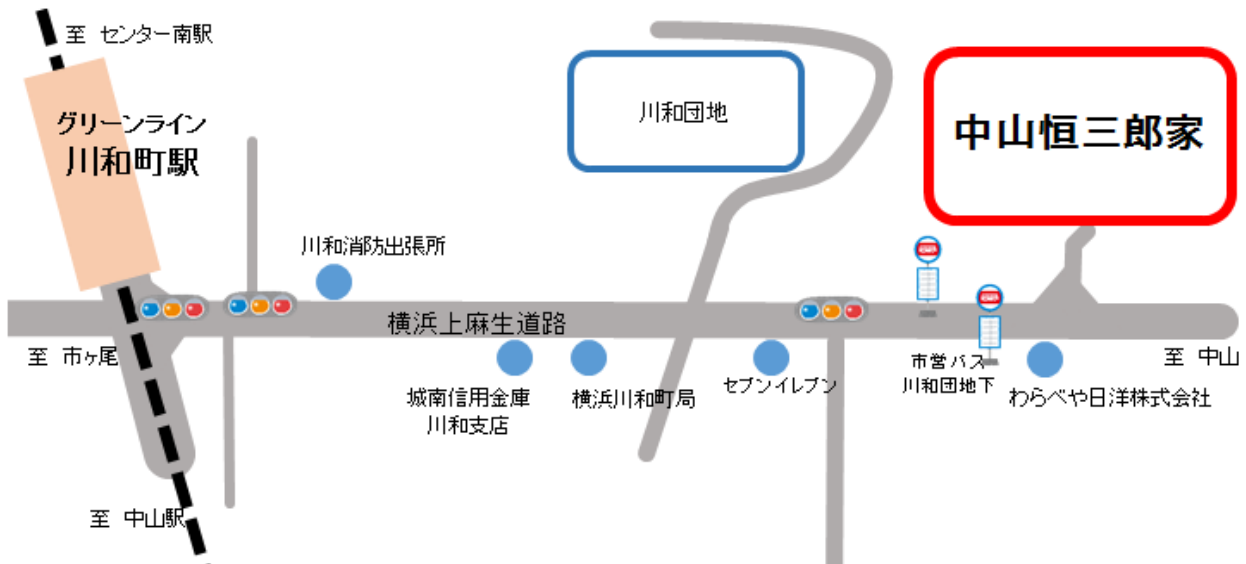 至 センター南駅
グリーンライン
川和町駅
川和団地
中山恒三郎家
川和消防出張所
横浜上麻生道路
至 市ヶ尾
城南信用金庫
川和支店
横浜川和町局
セブンイレブン
市営バス
川和団地下
わらべや日洋株式会社
至 中山
至 中山駅